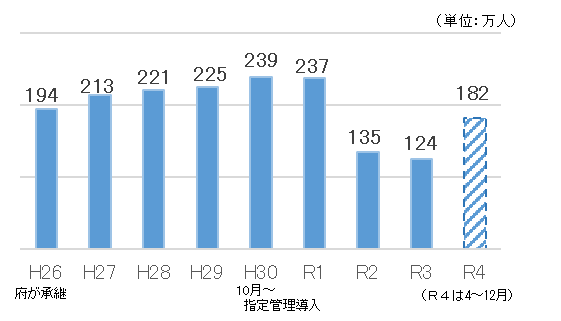 （単位：万人）
194 213 221 225 239 237 135 124 182
H26 H27 H28 H29 H30 R1 R2 R3 R4
府が承継 10月～ （Ｒ４は4～12月）
指定管理導入